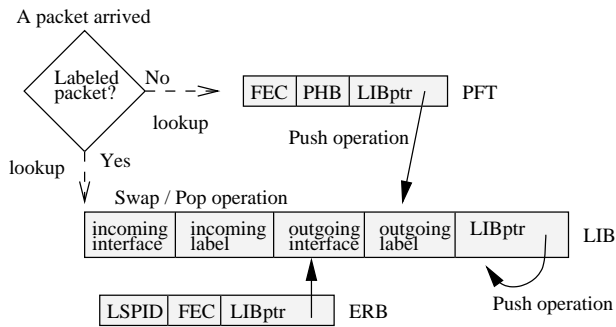 A packet arrived
Labeled
packet?
No
lookup
FEC PHB LIBptr
PFT
Push operation
lookup
Yes
Swap / Pop operation
incoming
interface
incoming
label
outgoing
interface
outgoing
label
LIBptr
LIB
Push operation
LSPID FEC LIBptr
ERB